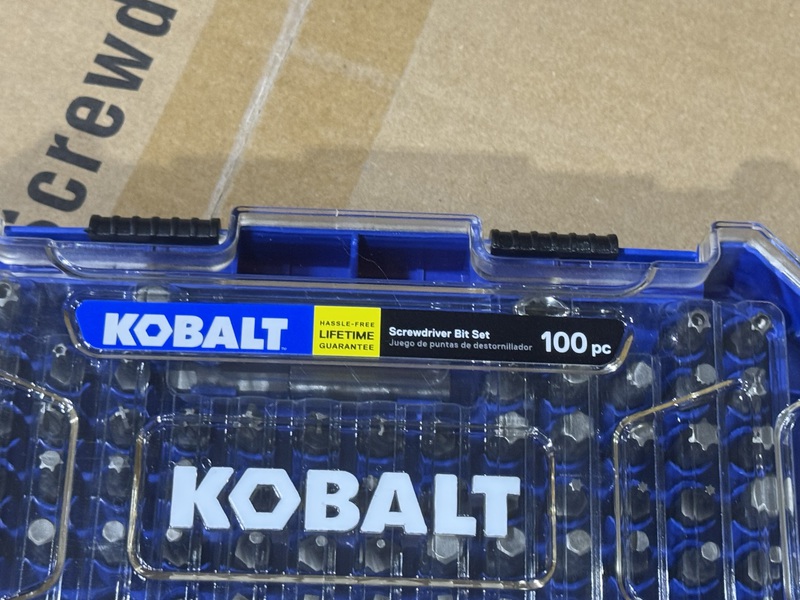 Screwd
KOBALT
HASSLE-FREE
LIFETIME
GUARANTEE
Screwdriver Bit Set
Juego de puntas de destornillador
100 pc
KOBALT